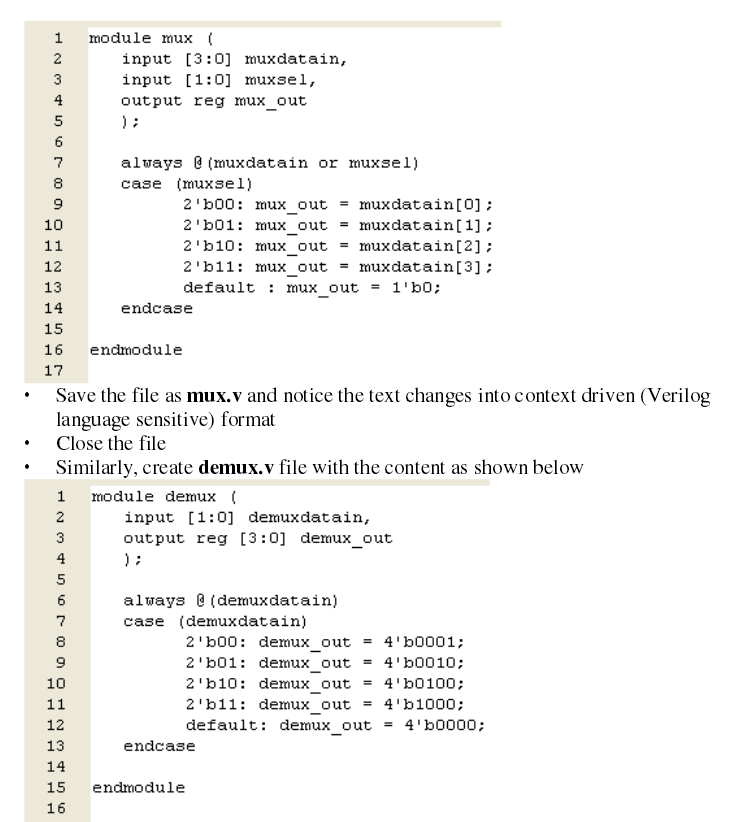 1 module mux (
2 input [3:0] muxdatain,
3 input [1:0] muxsel,
4 output reg mux_out
5 );
6
7 always @(muxdatain or muxsel)
8 case (muxsel)
9 2'b00: mux_out = muxdatain[0];
10 2'b01: mux_out = muxdatain[1];
11 2'b10: mux_out = muxdatain[2];
12 2'b11: mux_out = muxdatain[3];
13 default : mux_out = 1'b0;
14 endcase
15
16 endmodule
17
• Save the file as mux.v and notice the text changes into context driven (Verilog
language sensitive) format
• Close the file
• Similarly, create demux.v file with the content as shown below
1 module demux (
2 input [1:0] demuxdatain,
3 output reg [3:0] demux_out
4 );
5
6 always @(demuxdatain)
7 case (demuxdatain)
8 2'b00: demux_out = 4'b0001;
9 2'b01: demux_out = 4'b0010;
10 2'b10: demux_out = 4'b0100;
11 2'b11: demux_out = 4'b1000;
12 default: demux_out = 4'b0000;
13 endcase
14
15 endmodule
16